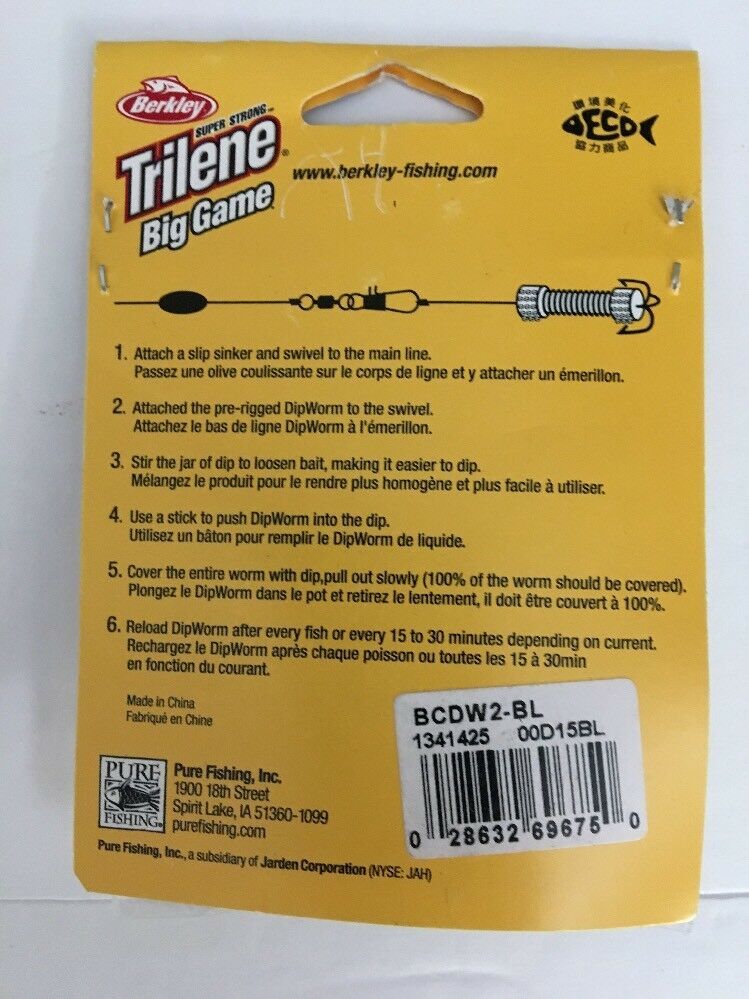 Berkley
SUPER STRONG
Trilene
Big Game
www.berkley-fishing.com
環境美化
ECO
協力商品
1. Attach a slip sinker and swivel to the main line.
Passez une olive coulissante sur le corps de ligne et y attacher un émerillon.
2. Attached the pre-rigged DipWorm to the swivel.
Attachez le bas de ligne DipWorm à l'émerillon.
3. Stir the jar of dip to loosen bait, making it easier to dip.
Mélangez le produit pour le rendre plus homogène et plus facile à utiliser.
4. Use a stick to push DipWorm into the dip.
Utilisez un bâton pour remplir le DipWorm de liquide.
5. Cover the entire worm with dip,pull out slowly (100% of the worm should be covered).
Plongez le DipWorm dans le pot et retirez le lentement, il doit être couvert à 100%.
6. Reload DipWorm after every fish or every 15 to 30 minutes depending on current.
Rechargez le DipWorm après chaque poisson ou toutes les 15 à 30min
en fonction du courant.
Made in China
Fabriqué en Chine
PURE
FISHING
Pure Fishing, Inc.
1900 18th Street
Spirit Lake, IA 51360-1099
purefishing.com
Pure Fishing, Inc., a subsidiary of Jarden Corporation (NYSE: JAH)
BCDW2-BL
1341425 00D15BL
0 28632 69675 0